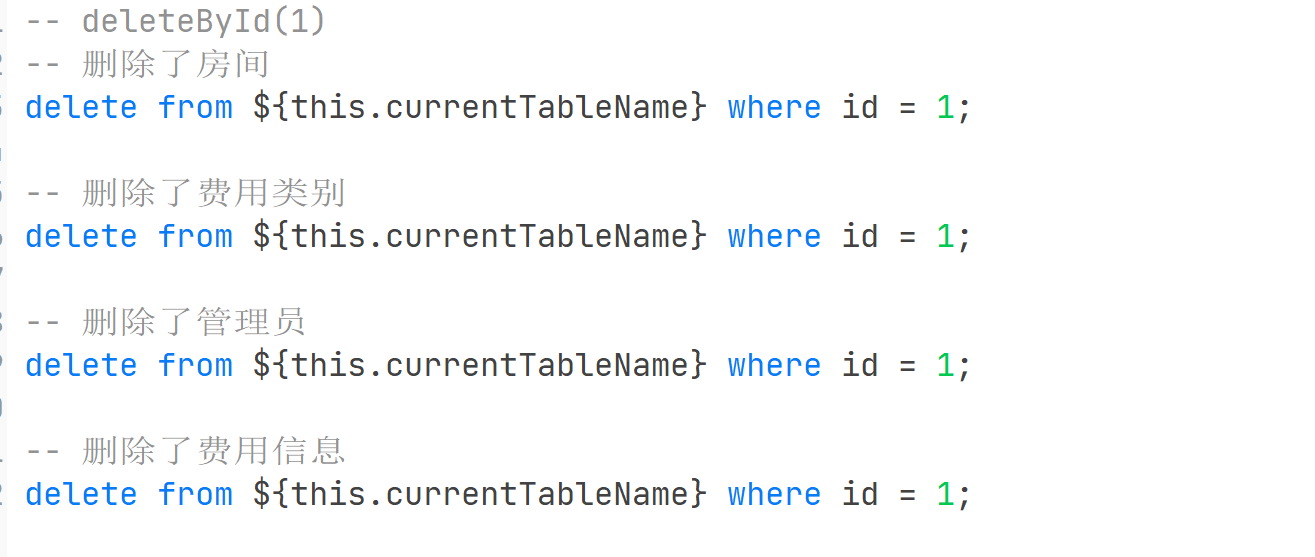 -- deleteById(1)
-- 删除了房间
delete from ${this.currentTableName} where id = 1;
-- 删除了费用类别
delete from ${this.currentTableName} where id = 1;
-- 删除了管理员
delete from ${this.currentTableName} where id = 1;
-- 删除了费用信息
delete from ${this.currentTableName} where id = 1;